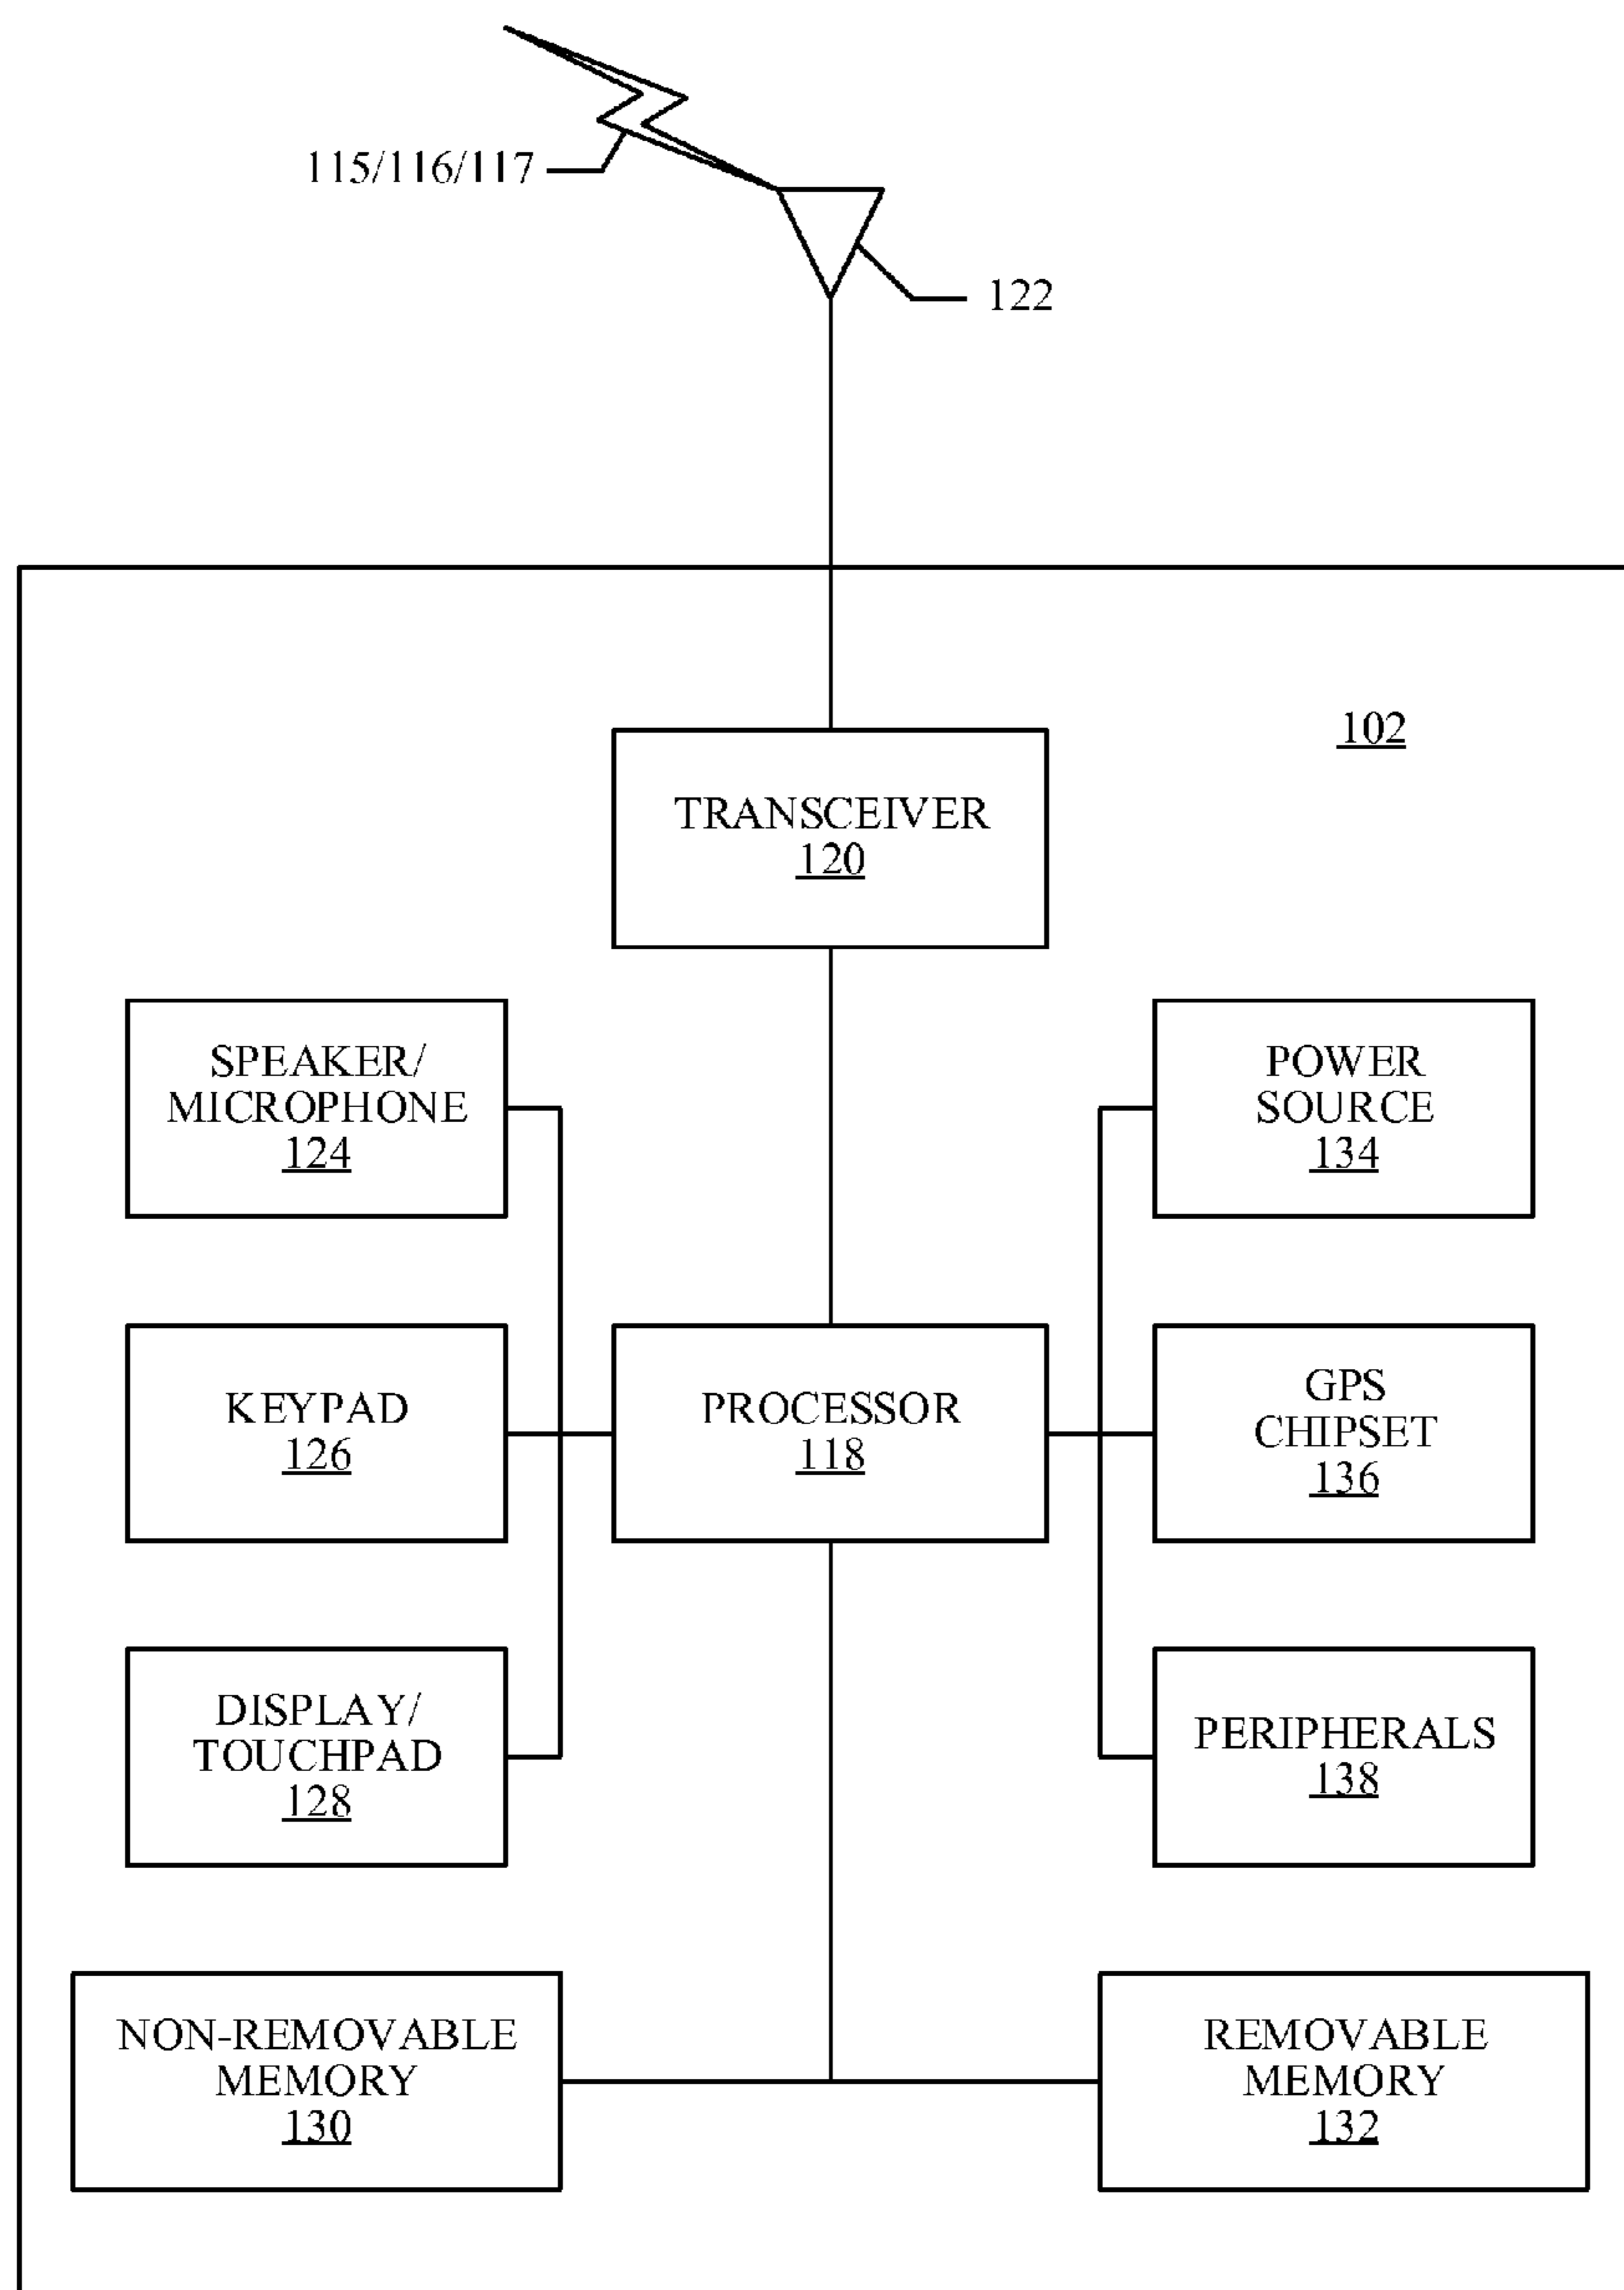 115/116/117
122
102
TRANSCEIVER
120
SPEAKER/
MICROPHONE
124
POWER
SOURCE
134
KEYPAD
126
PROCESSOR
118
GPS
CHIPSET
136
DISPLAY/
TOUCHPAD
128
PERIPHERALS
138
NON-REMOVABLE
MEMORY
130
REMOVABLE
MEMORY
132